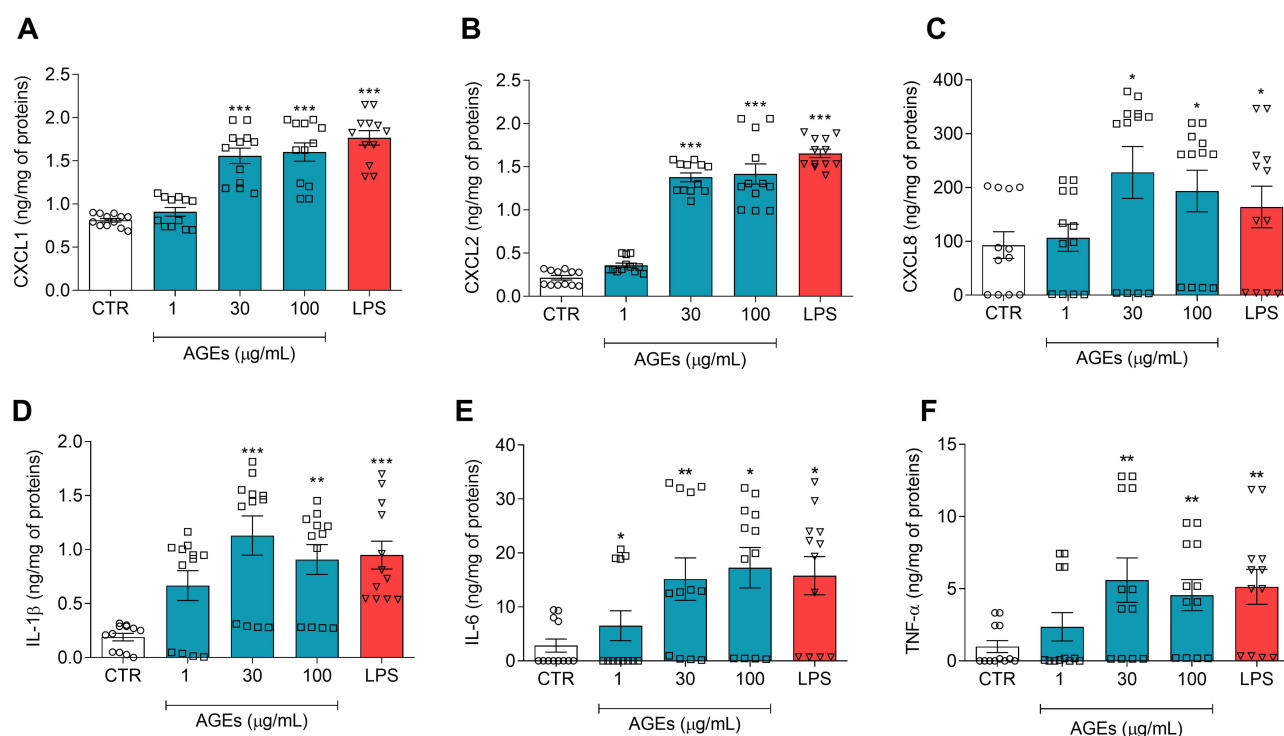 A
CXCL1 (ng/mg of proteins)
2.5
2.0
1.5
1.0
0.5
0.0
*** *** ***
CTR 1 30 100 LPS
AGEs (μg/mL)
B
CXCL2 (ng/mg of proteins)
2.5
2.0
1.5
1.0
0.5
0.0
*** *** ***
CTR 1 30 100 LPS
AGEs (μg/mL)
C
CXCL8 (ng/mg of proteins)
400
300
200
100
0
* * *
CTR 1 30 100 LPS
AGEs (μg/mL)
D
IL-1β (ng/mg of proteins)
2.0
1.5
1.0
0.5
0.0
*** ** ***
CTR 1 30 100 LPS
AGEs (μg/mL)
E
IL-6 (ng/mg of proteins)
40
30
20
10
0
* ** * *
CTR 1 30 100 LPS
AGEs (μg/mL)
F
TNF-α (ng/mg of proteins)
15
10
5
0
** ** **
CTR 1 30 100 LPS
AGEs (μg/mL)